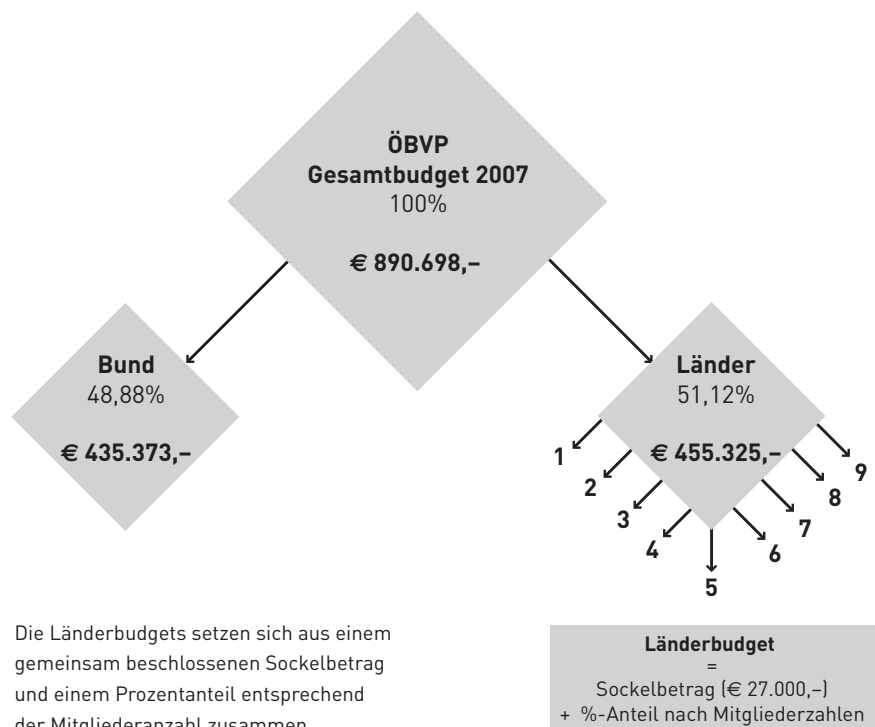 ÖBVP
Gesamtbudget 2007
100%
€ 890.698,–
Bund
48,88%
€ 435.373,–
Länder
51,12%
€ 455.325,–
1
2
3
4
5
6
7
8
9
Die Länderbudgets setzen sich aus einem
gemeinsam beschlossenen Sockelbetrag
und einem Prozentanteil entsprechend
der Mitgliederanzahl zusammen
Länderbudget
=
Sockelbetrag (€ 27.000,–)
+ %-Anteil nach Mitgliederzahlen